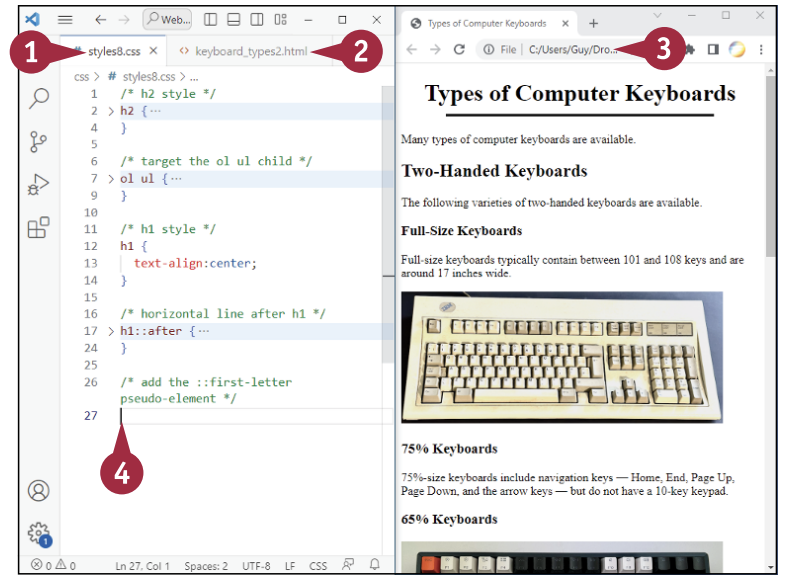 Web...
1
# styles8.css ×
<> keyboard_types2.html
2
css > # styles8.css > ...
1 /* h2 style */
2 > h2 {···
4 }
5
6 /* target the ol ul child */
7 > ol ul {···
9 }
10
11 /* h1 style */
12 h1 {
13 text-align:center;
14 }
15
16 /* horizontal line after h1 */
17 > h1::after {···
24 }
25
26 /* add the ::first-letter
pseudo-element */
27
4
1
0 0
Ln 27, Col 1 Spaces: 2 UTF-8 LF CSS
Types of Computer Keyboards
File | C:/Users/Guy/Dro...
3
Types of Computer Keyboards
Many types of computer keyboards are available.
Two-Handed Keyboards
The following varieties of two-handed keyboards are available.
Full-Size Keyboards
Full-size keyboards typically contain between 101 and 108 keys and are
around 17 inches wide.
75% Keyboards
75%-size keyboards include navigation keys — Home, End, Page Up,
Page Down, and the arrow keys — but do not have a 10-key keypad.
65% Keyboards